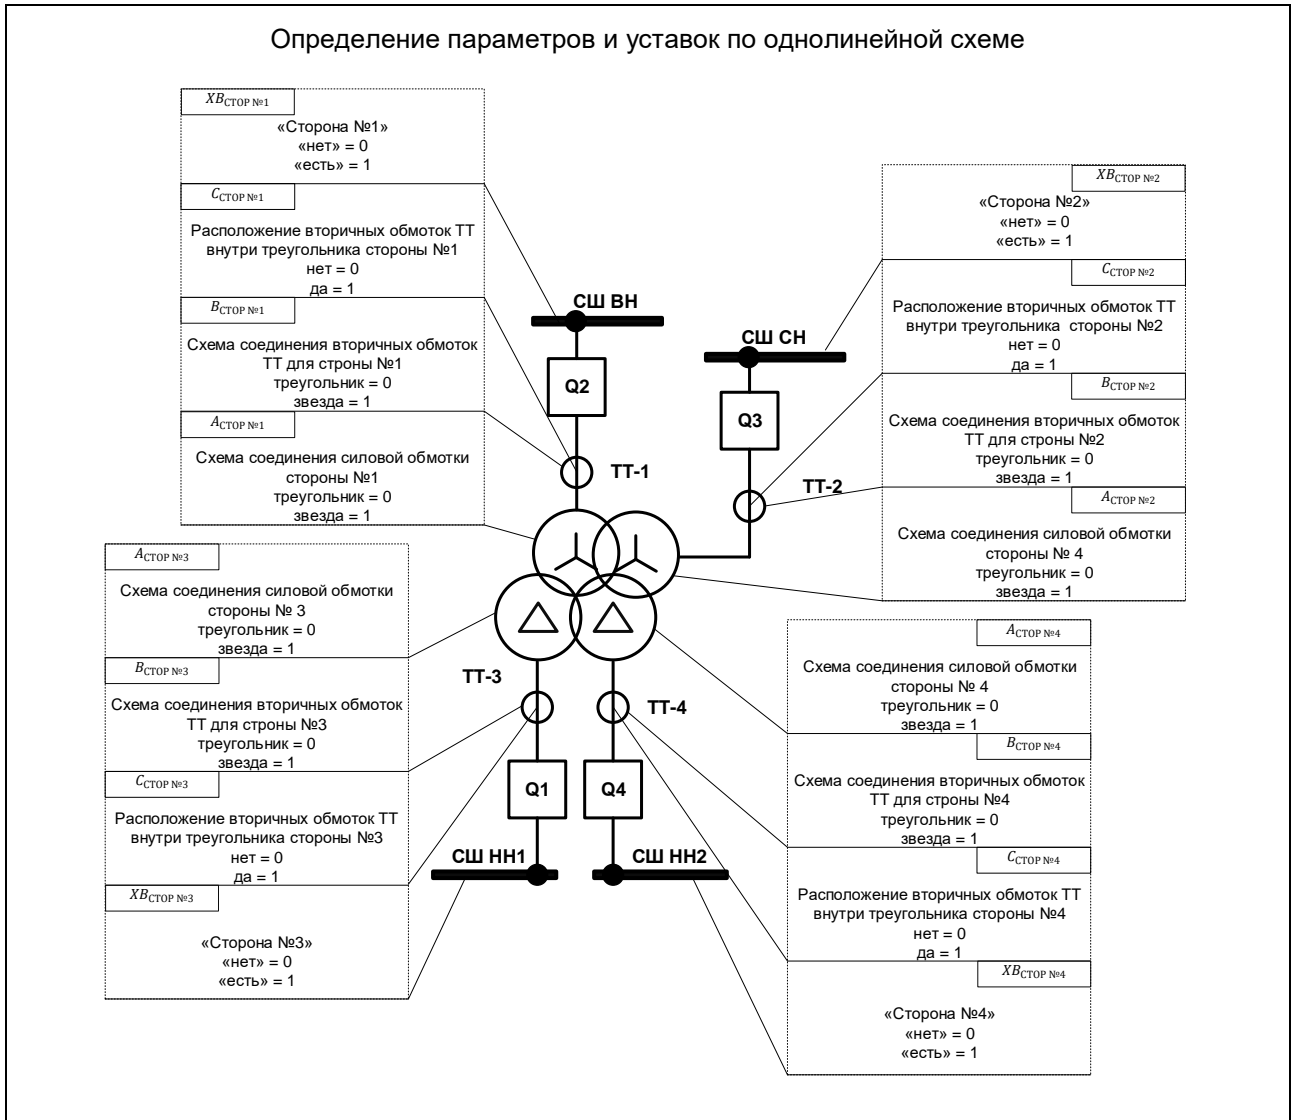 Определение параметров и уставок по однолинейной схеме
XВСТОР №1
«Сторона №1»
«нет» = 0
«есть» = 1
CСТОР №1
Расположение вторичных обмоток ТТ
внутри треугольника стороны №1
нет = 0
да = 1
BСТОР №1
Схема соединения вторичных обмоток
ТТ для строны №1
треугольник = 0
звезда = 1
AСТОР №1
Схема соединения силовой обмотки
стороны №1
треугольник = 0
звезда = 1
XВСТОР №2
«Сторона №2»
«нет» = 0
«есть» = 1
CСТОР №2
Расположение вторичных обмоток ТТ
внутри треугольника стороны №2
нет = 0
да = 1
BСТОР №2
Схема соединения вторичных обмоток
ТТ для строны №2
треугольник = 0
звезда = 1
AСТОР №2
Схема соединения силовой обмотки
стороны № 4
треугольник = 0
звезда = 1
СШ ВН
Q2
ТТ-1
СШ СН
Q3
ТТ-2
AСТОР №3
Схема соединения силовой обмотки
стороны № 3
треугольник = 0
звезда = 1
BСТОР №3
Схема соединения вторичных обмоток
ТТ для строны №3
треугольник = 0
звезда = 1
CСТОР №3
Расположение вторичных обмоток ТТ
внутри треугольника стороны №3
нет = 0
да = 1
XВСТОР №3
«Сторона №3»
«нет» = 0
«есть» = 1
ТТ-3
ТТ-4
Q1
Q4
СШ НН1
СШ НН2
AСТОР №4
Схема соединения силовой обмотки
стороны № 4
треугольник = 0
звезда = 1
BСТОР №4
Схема соединения вторичных обмоток
ТТ для строны №4
треугольник = 0
звезда = 1
CСТОР №4
Расположение вторичных обмоток ТТ
внутри треугольника стороны №4
нет = 0
да = 1
XВСТОР №4
«Сторона №4»
«нет» = 0
«есть» = 1